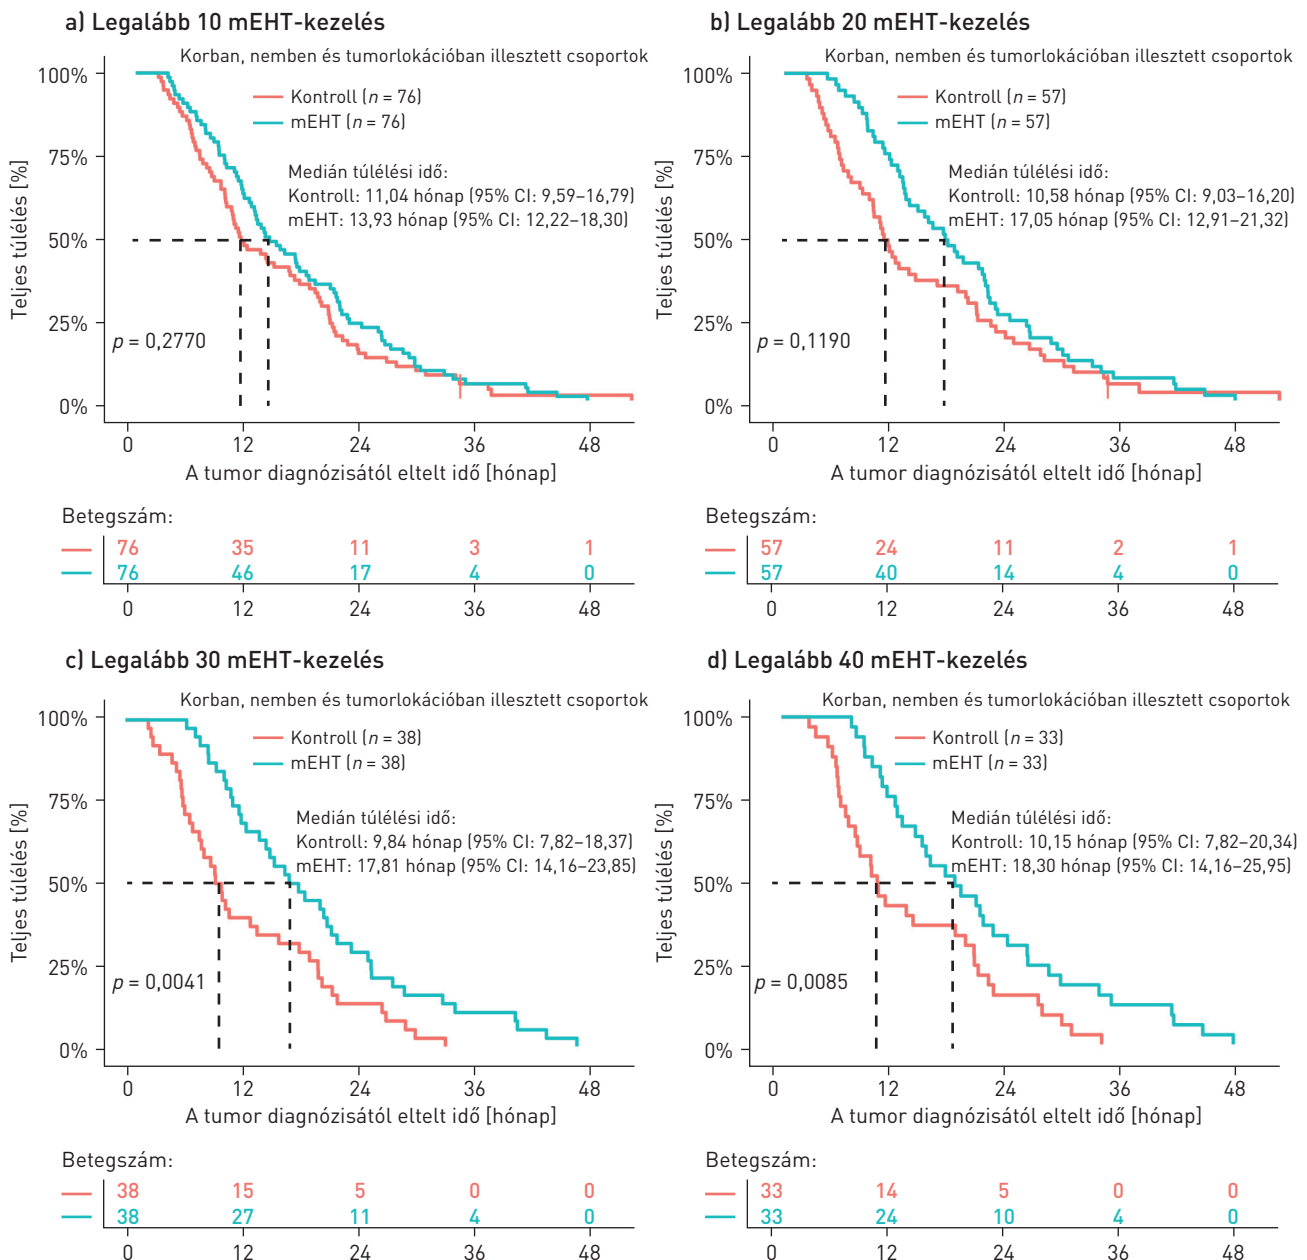 a) Legalább 10 mEHT-kezelés
Korban, nemben és tumorlokációban illesztett csoportok
100%
75%
50%
25%
0%
Teljes túlélés [%]
Kontroll (n = 76)
mEHT (n = 76)
Medián túlélési idő:
Kontroll: 11,04 hónap (95% CI: 9,59–16,79)
mEHT: 13,93 hónap (95% CI: 12,22–18,30)
p = 0,2770
0 12 24 36 48
A tumor diagnózisától eltelt idő [hónap]
Betegszám:
76 35 11 3 1
76 46 17 4 0
0 12 24 36 48
b) Legalább 20 mEHT-kezelés
Korban, nemben és tumorlokációban illesztett csoportok
100%
75%
50%
25%
0%
Teljes túlélés [%]
Kontroll (n = 57)
mEHT (n = 57)
Medián túlélési idő:
Kontroll: 10,58 hónap (95% CI: 9,03–16,20)
mEHT: 17,05 hónap (95% CI: 12,91–21,32)
p = 0,1190
0 12 24 36 48
A tumor diagnózisától eltelt idő [hónap]
Betegszám:
57 24 11 2 1
57 40 14 4 0
0 12 24 36 48
c) Legalább 30 mEHT-kezelés
Korban, nemben és tumorlokációban illesztett csoportok
100%
75%
50%
25%
0%
Teljes túlélés [%]
Kontroll (n = 38)
mEHT (n = 38)
Medián túlélési idő:
Kontroll: 9,84 hónap (95% CI: 7,82–18,37)
mEHT: 17,81 hónap (95% CI: 14,16–23,85)
p = 0,0041
0 12 24 36 48
A tumor diagnózisától eltelt idő [hónap]
Betegszám:
38 15 5 0 0
38 27 11 4 0
0 12 24 36 48
d) Legalább 40 mEHT-kezelés
Korban, nemben és tumorlokációban illesztett csoportok
100%
75%
50%
25%
0%
Teljes túlélés [%]
Kontroll (n = 33)
mEHT (n = 33)
Medián túlélési idő:
Kontroll: 10,15 hónap (95% CI: 7,82–20,34)
mEHT: 18,30 hónap (95% CI: 14,16–25,95)
p = 0,0085
0 12 24 36 48
A tumor diagnózisától eltelt idő [hónap]
Betegszám:
33 14 5 0 0
33 24 10 4 0
0 12 24 36 48